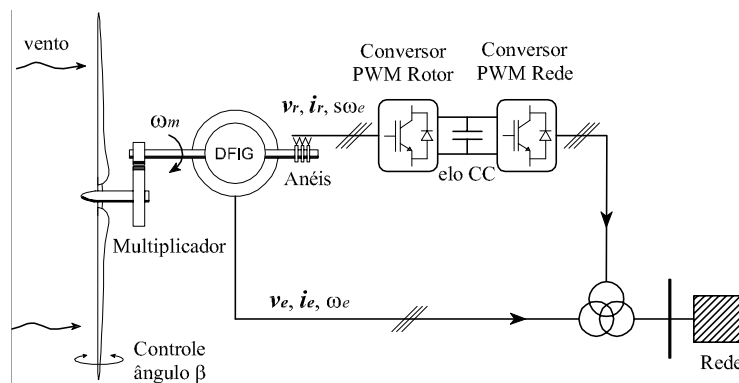 vento
Conversor
PWM Rotor
Conversor
PWM Rede
vr, ir, sωe
ωm
DFIG
Anéis
elo CC
Multiplicador
ve, ie, ωe
Controle
ângulo β
Rede